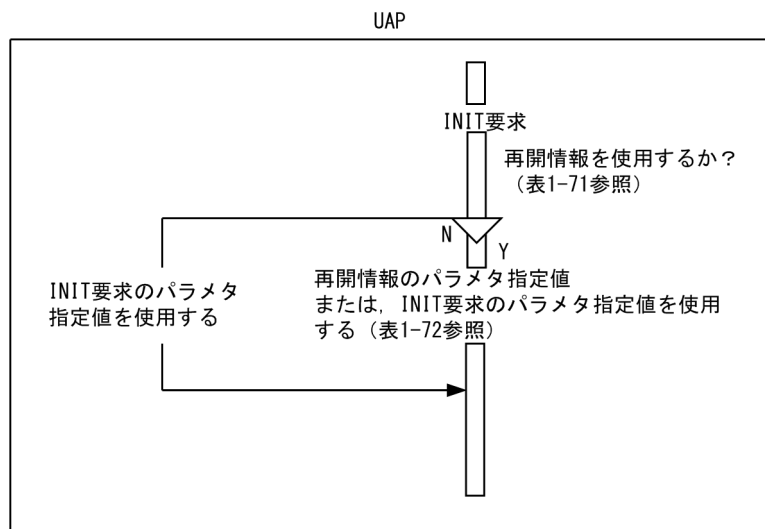 UAP
INIT要求
再開情報を使用するか？
（表1-71参照）
N
Y
INIT要求のパラメタ
指定値を使用する
再開情報のパラメタ指定値
または，INIT要求のパラメタ指定値を使用
する（表1-72参照）